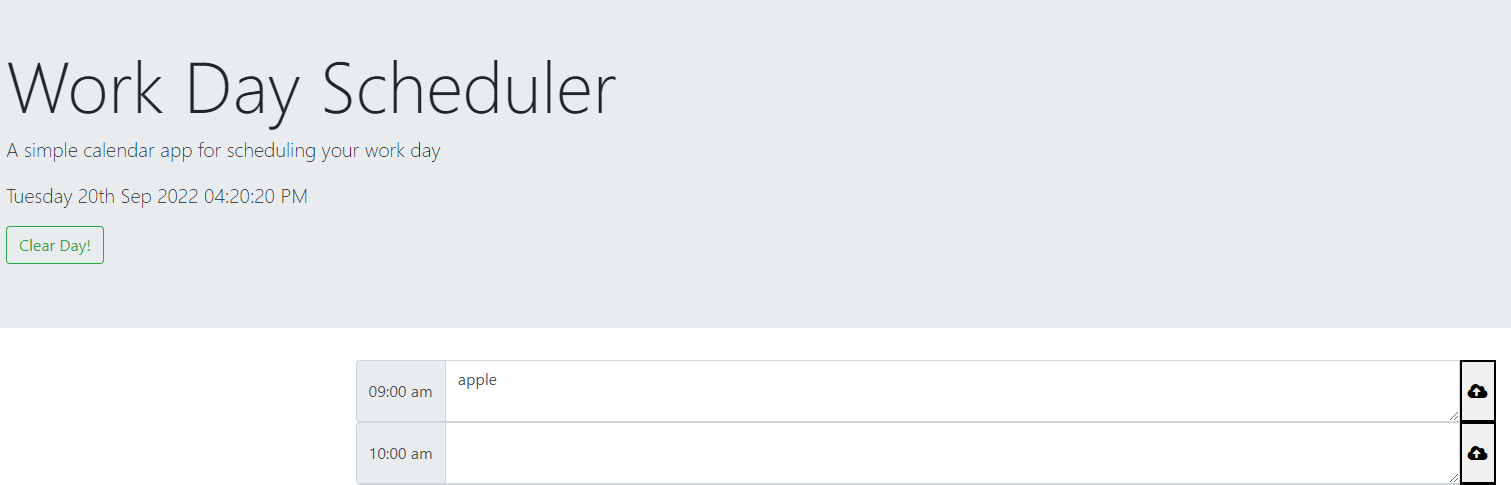 Work Day Scheduler
A simple calendar app for scheduling your work day
Tuesday 20th Sep 2022 04:20:20 PM
Clear Day!
09:00 am apple
10:00 am